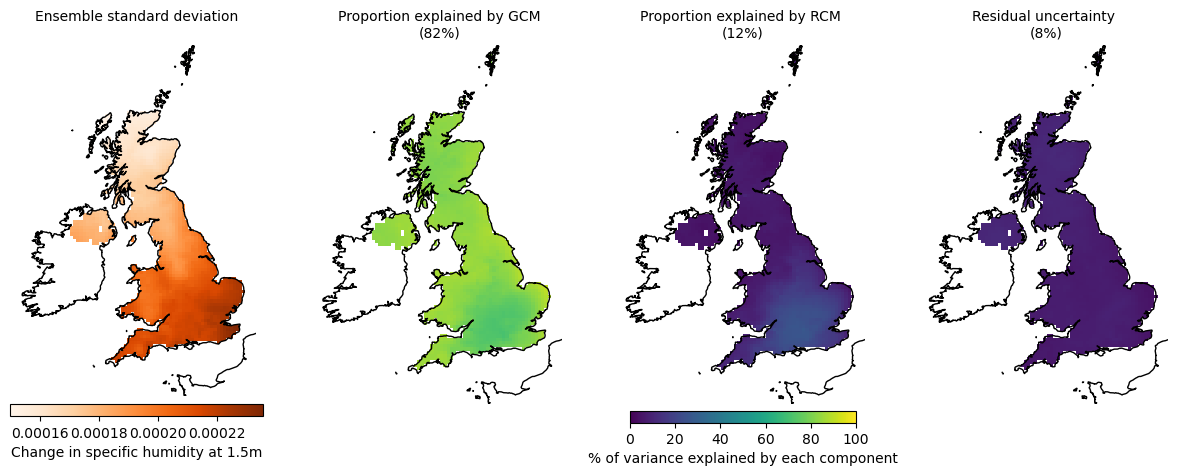 Ensemble standard deviation
Proportion explained by GCM
(82%)
Proportion explained by RCM
(12%)
Residual uncertainty
(8%)
0.00016 0.00018 0.00020 0.00022
Change in specific humidity at 1.5m
0 20 40 60 80 100
% of variance explained by each component